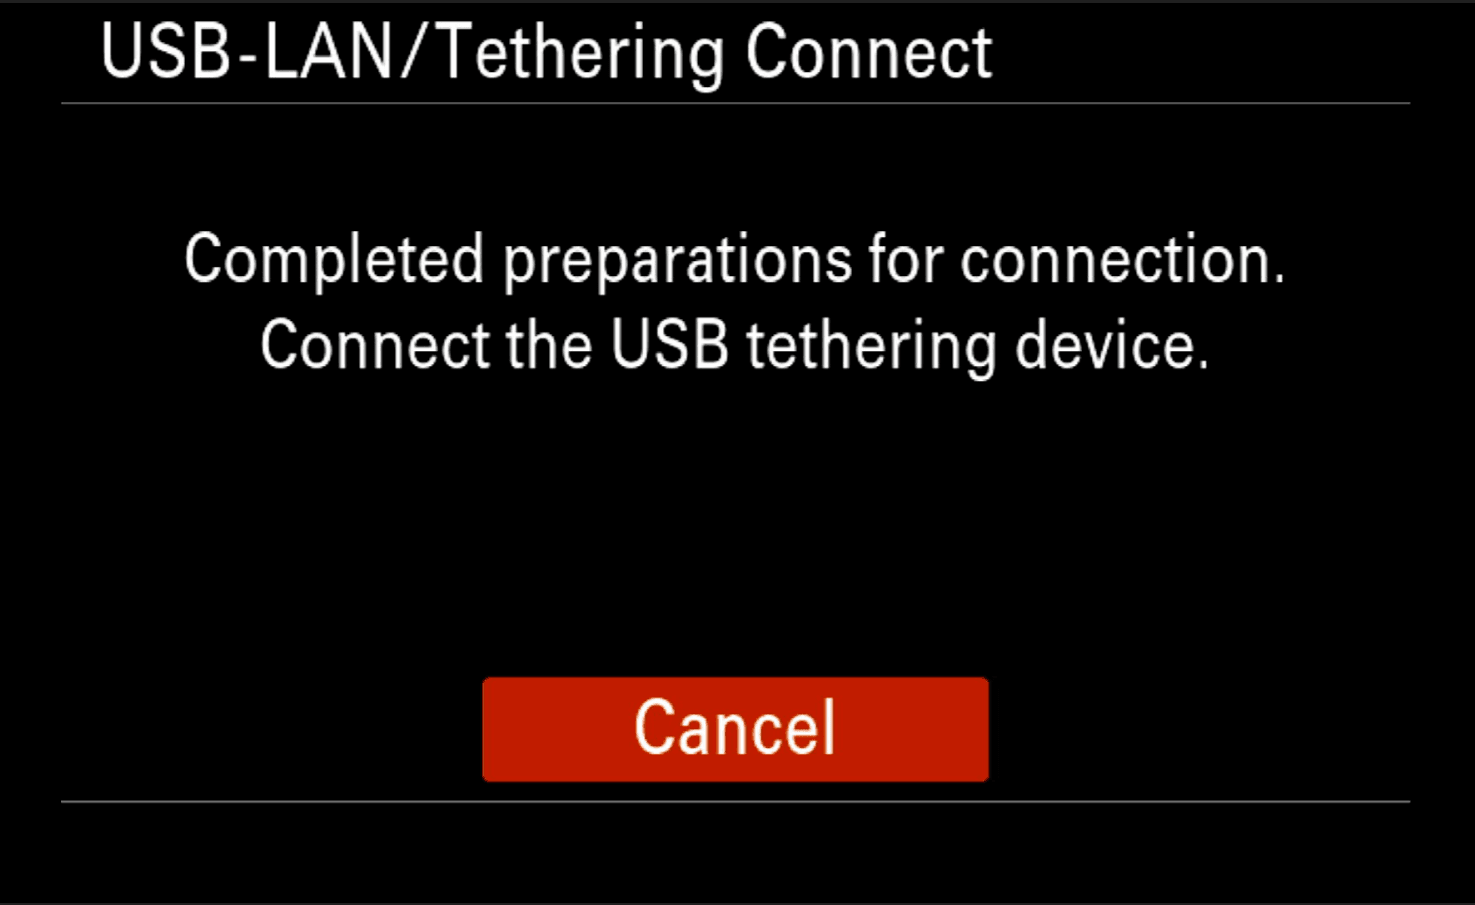 USB-LAN/Tethering Connect
Completed preparations for connection.
Connect the USB tethering device.
Cancel